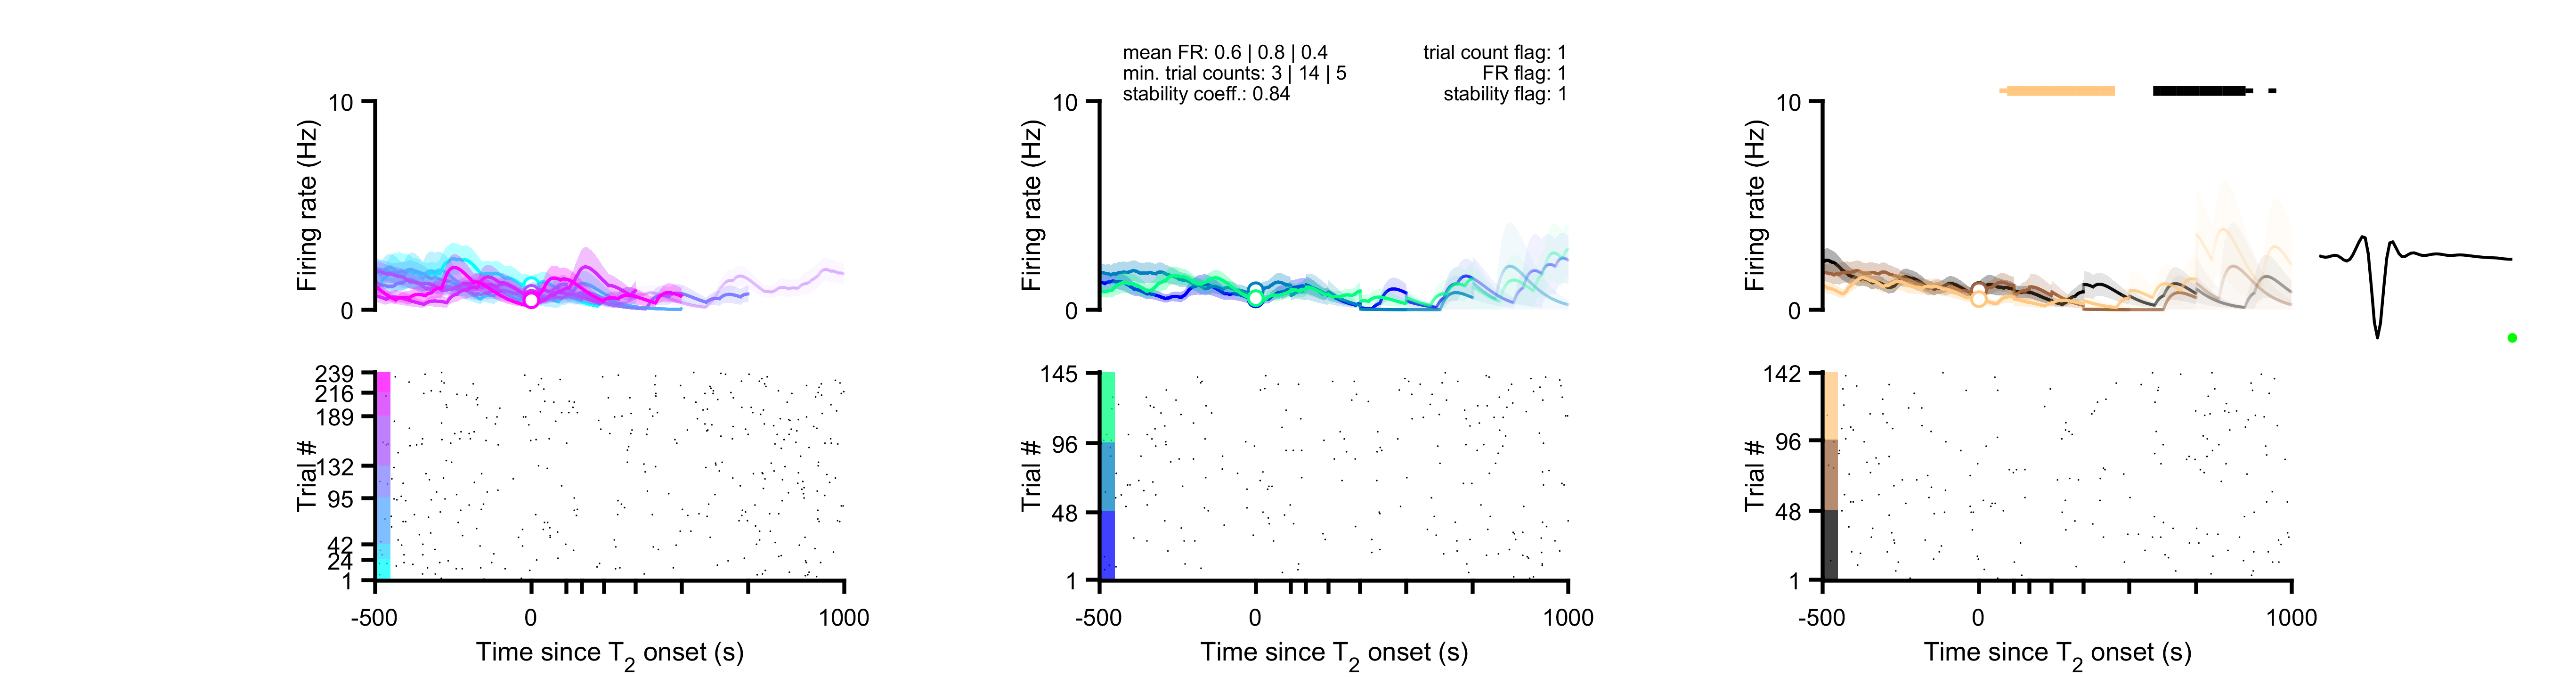 mean FR: 0.6 | 0.8 | 0.4
min. trial counts: 3 | 14 | 5
stability coeff.: 0.84
trial count flag: 1
FR flag: 1
stability flag: 1
10
0
Firing rate (Hz)
239
216
189
132
95
42
24
1
Trial #
-500
0
1000
Time since T2 onset (s)
10
0
Firing rate (Hz)
145
96
48
1
Trial #
-500
0
1000
Time since T2 onset (s)
10
0
Firing rate (Hz)
142
96
48
1
Trial #
-500
0
1000
Time since T2 onset (s)